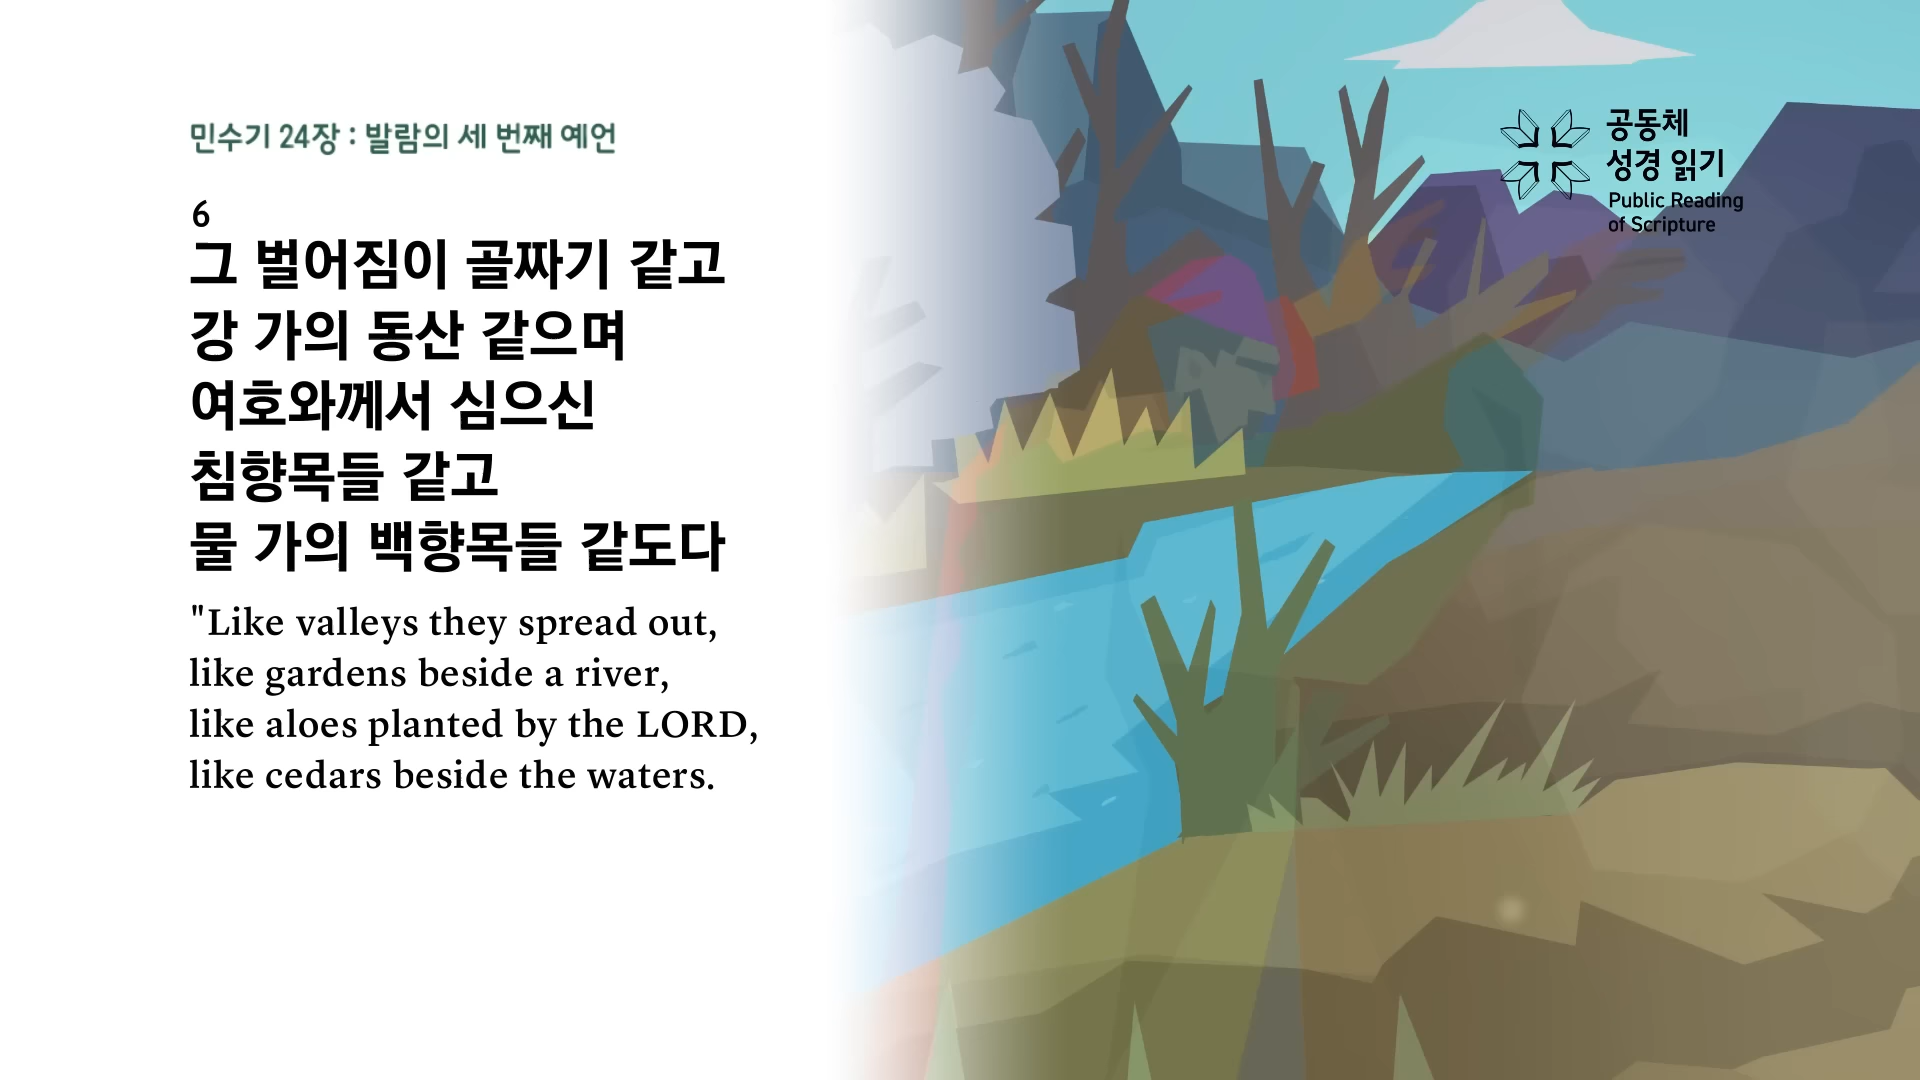 민수기 24장 : 발람의 세 번째 예언
6
그 벌어짐이 골짜기 같고
강 가의 동산 같으며
여호와께서 심으신
침향목들 같고
물 가의 백향목들 같도다
"Like valleys they spread out,
like gardens beside a river,
like aloes planted by the LORD,
like cedars beside the waters.
공동체
성경 읽기
Public Reading
of Scripture